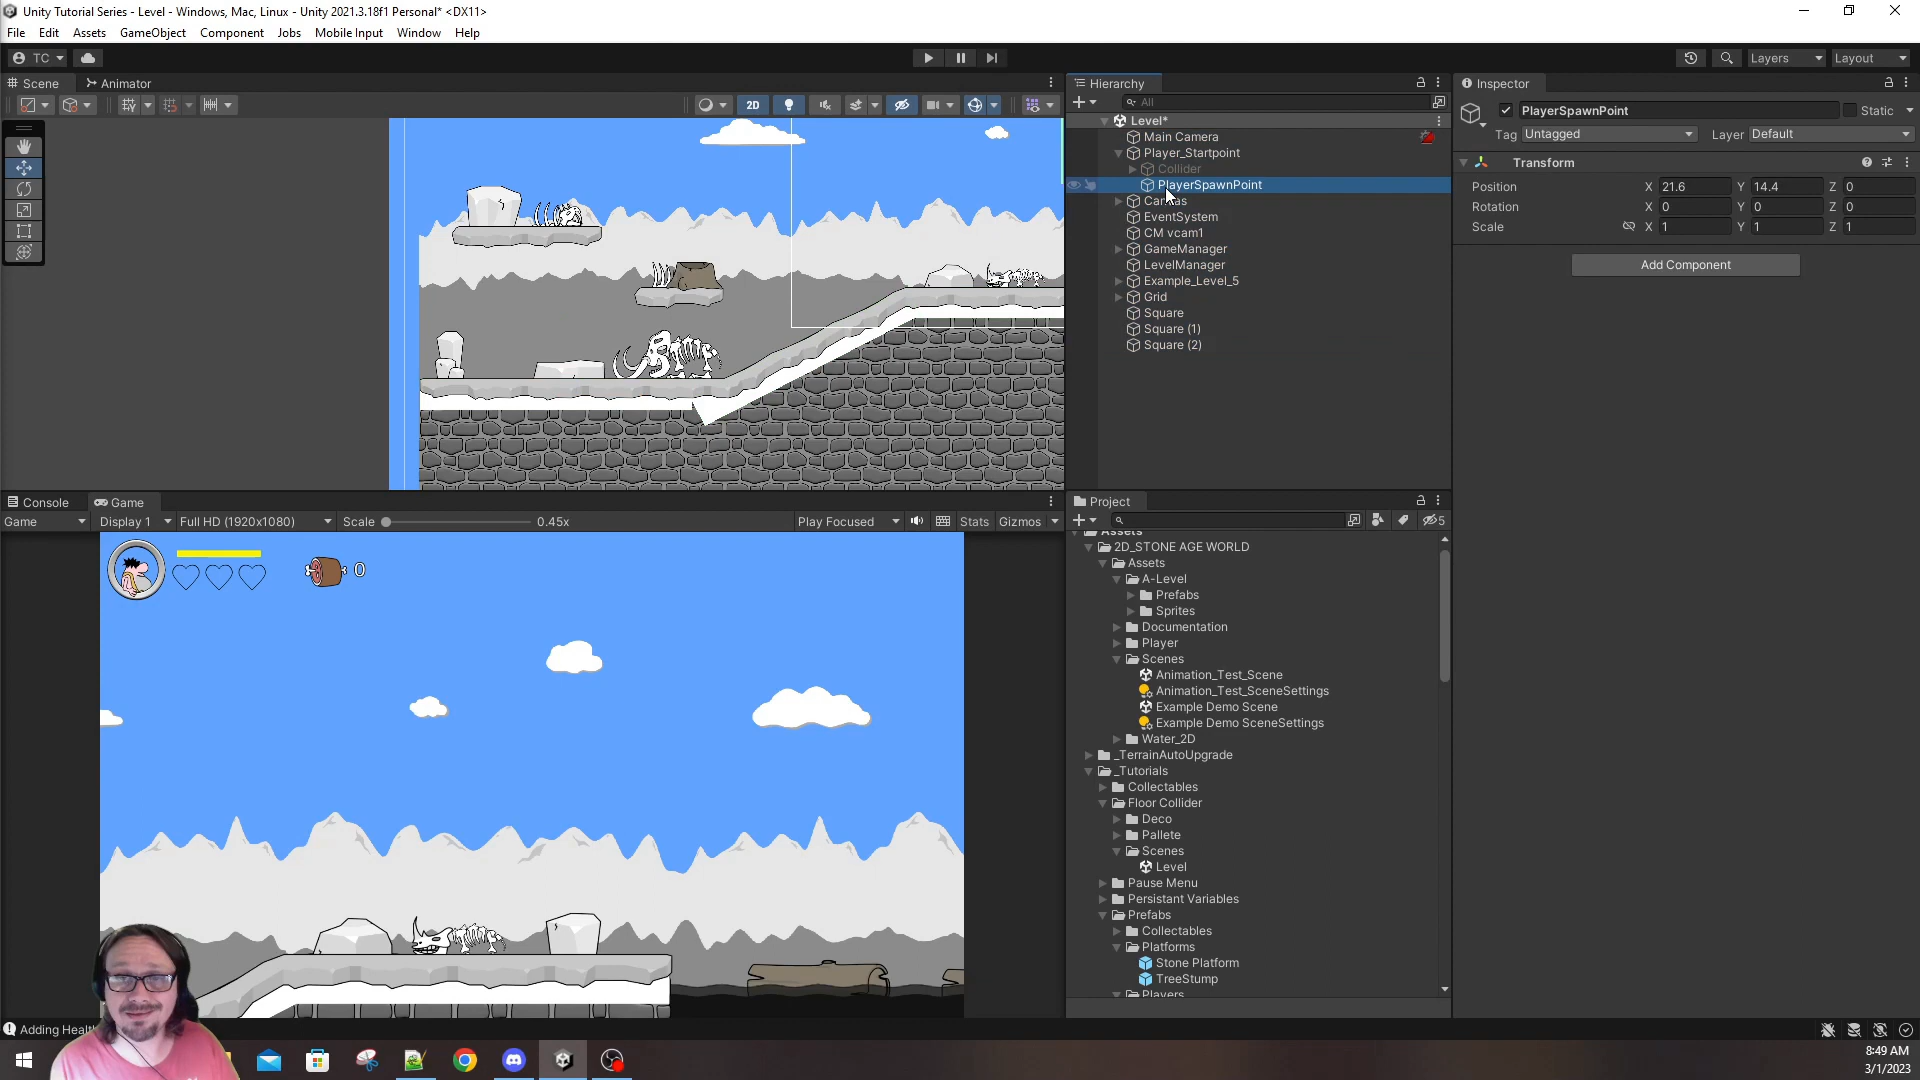 Unity Tutorial Series - Level - Windows, Mac, Linux - Unity 2021.3.18f1 Personal* <DX11>
File Edit Assets GameObject Component Jobs Mobile Input Window Help
TC
Layers Layout
Scene Animator
2D
Hierarchy
All
Level*
Main Camera
Player_Startpoint
Collider
PlayerSpawnPoint
Canvas
EventSystem
CM vcam1
GameManager
LevelManager
Example_Level_5
Grid
Square
Square (1)
Square (2)
Inspector
PlayerSpawnPoint Static
Tag Untagged Layer Default
Transform
Position X 21.6 Y 14.4 Z 0
Rotation X 0 Y 0 Z 0
Scale X 1 Y 1 Z 1
Add Component
Console Game
Game Display 1 Full HD (1920x1080) Scale 0.45x Play Focused Stats Gizmos
0
Project
5
Assets
2D_STONE AGE WORLD
Assets
A-Level
Prefabs
Sprites
Documentation
Player
Scenes
Animation_Test_Scene
Animation_Test_SceneSettings
Example Demo Scene
Example Demo SceneSettings
Water_2D
_TerrainAutoUpgrade
_Tutorials
Collectables
Floor Collider
Deco
Pallete
Scenes
Level
Pause Menu
Persistant Variables
Prefabs
Collectables
Platforms
Stone Platform
TreeStump
Players
Adding Healt
8:49 AM
3/1/2023